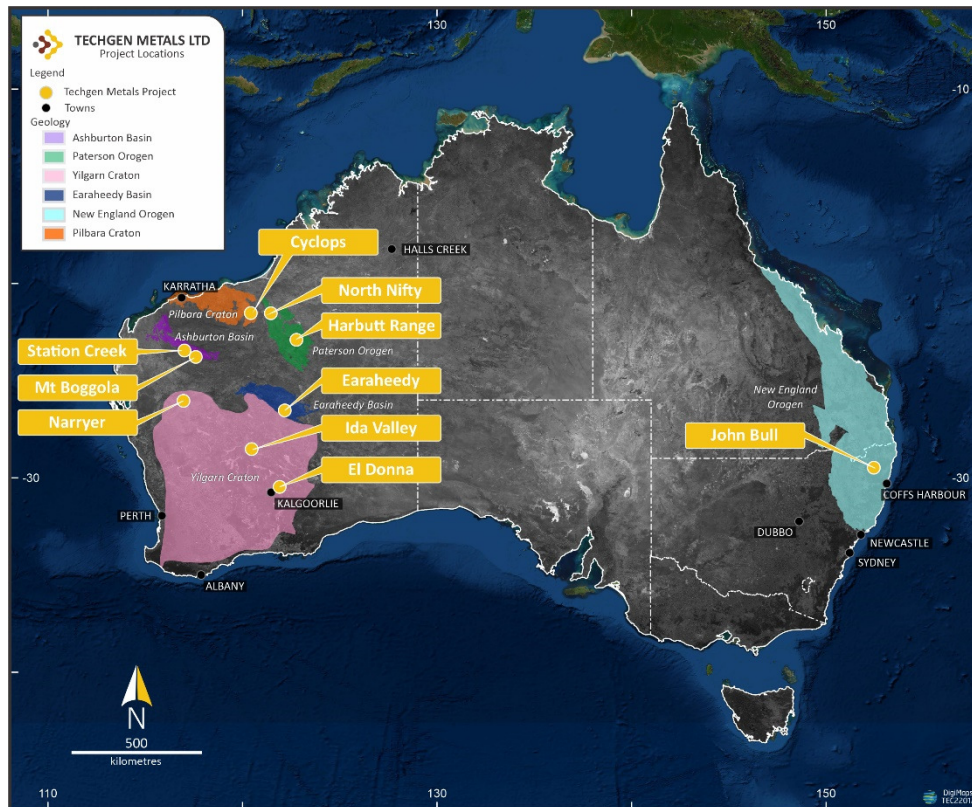 110
130
150
TECHGEN METALS LTD
Project Locations
Legend
Techgen Metals Project
Towns
Geology
Ashburton Basin
Paterson Orogen
Yilgarn Craton
Earaheedy Basin
New England Orogen
Pilbara Craton
-10
Cyclops
HALLS CREEK
KARRATHA
North Nifty
Pilbara Craton
Harbutt Range
Ashburton Basin
Station Creek
Paterson Orogen
Mt Boggola
Earaheedy
New England
Orogen
Narryer
Earaheedy Basin
Ida Valley
John Bull
El Donna
Yilgarn Craton
-30
-30
KALGOORLIE
COFFS HARBOUR
PERTH
DUBBO
NEWCASTLE
SYDNEY
ALBANY
N
500
kilometres
110
130
150
DigiMaps